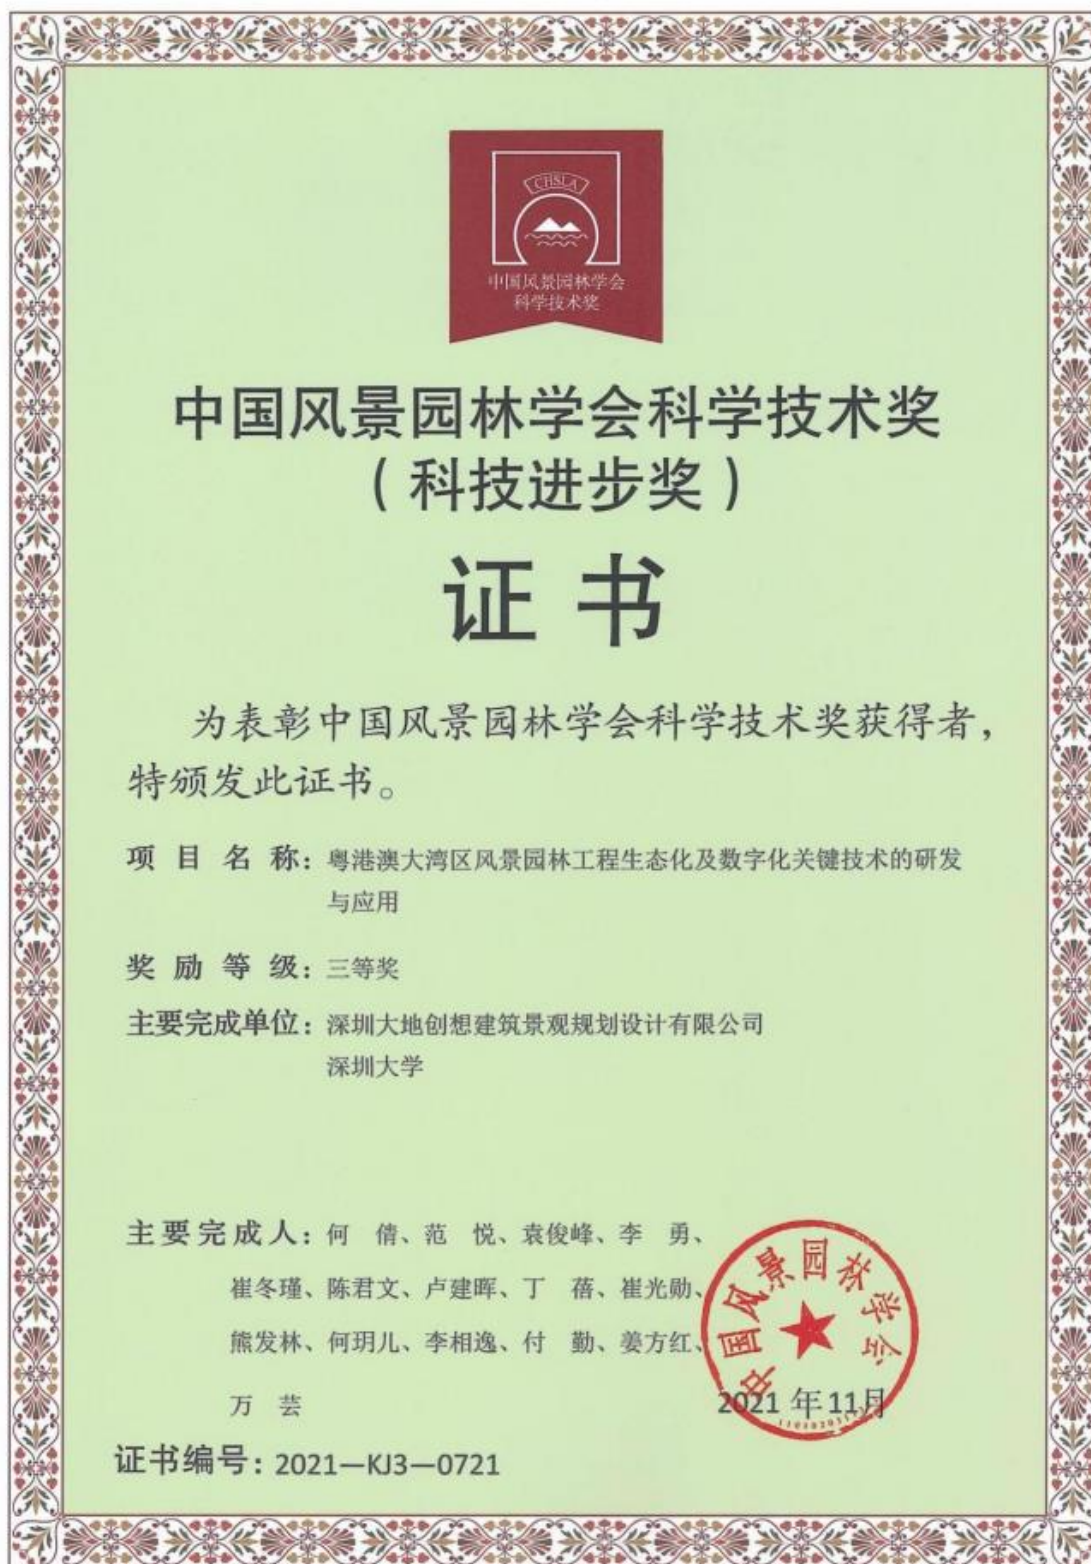 CHSLA
中国风景园林学会
科学技术奖
中国风景园林学会科学技术奖
（科技进步奖）
证书
为表彰中国风景园林学会科学技术奖获得者，
特颁发此证书。
项目名称：粤港澳大湾区风景园林工程生态化及数字化关键技术的研发
与应用
奖励等级：三等奖
主要完成单位：深圳大地创想建筑景观规划设计有限公司
深圳大学
主要完成人：何 倩、范 悦、袁俊峰、李 勇、
崔冬瑾、陈君文、卢建晖、丁 蓓、崔光勋、
熊发林、何玥儿、李相逸、付 勤、姜方红、
万 芸
中国风景园林学会
2021 年 11月
证书编号：2021—KJ3—0721